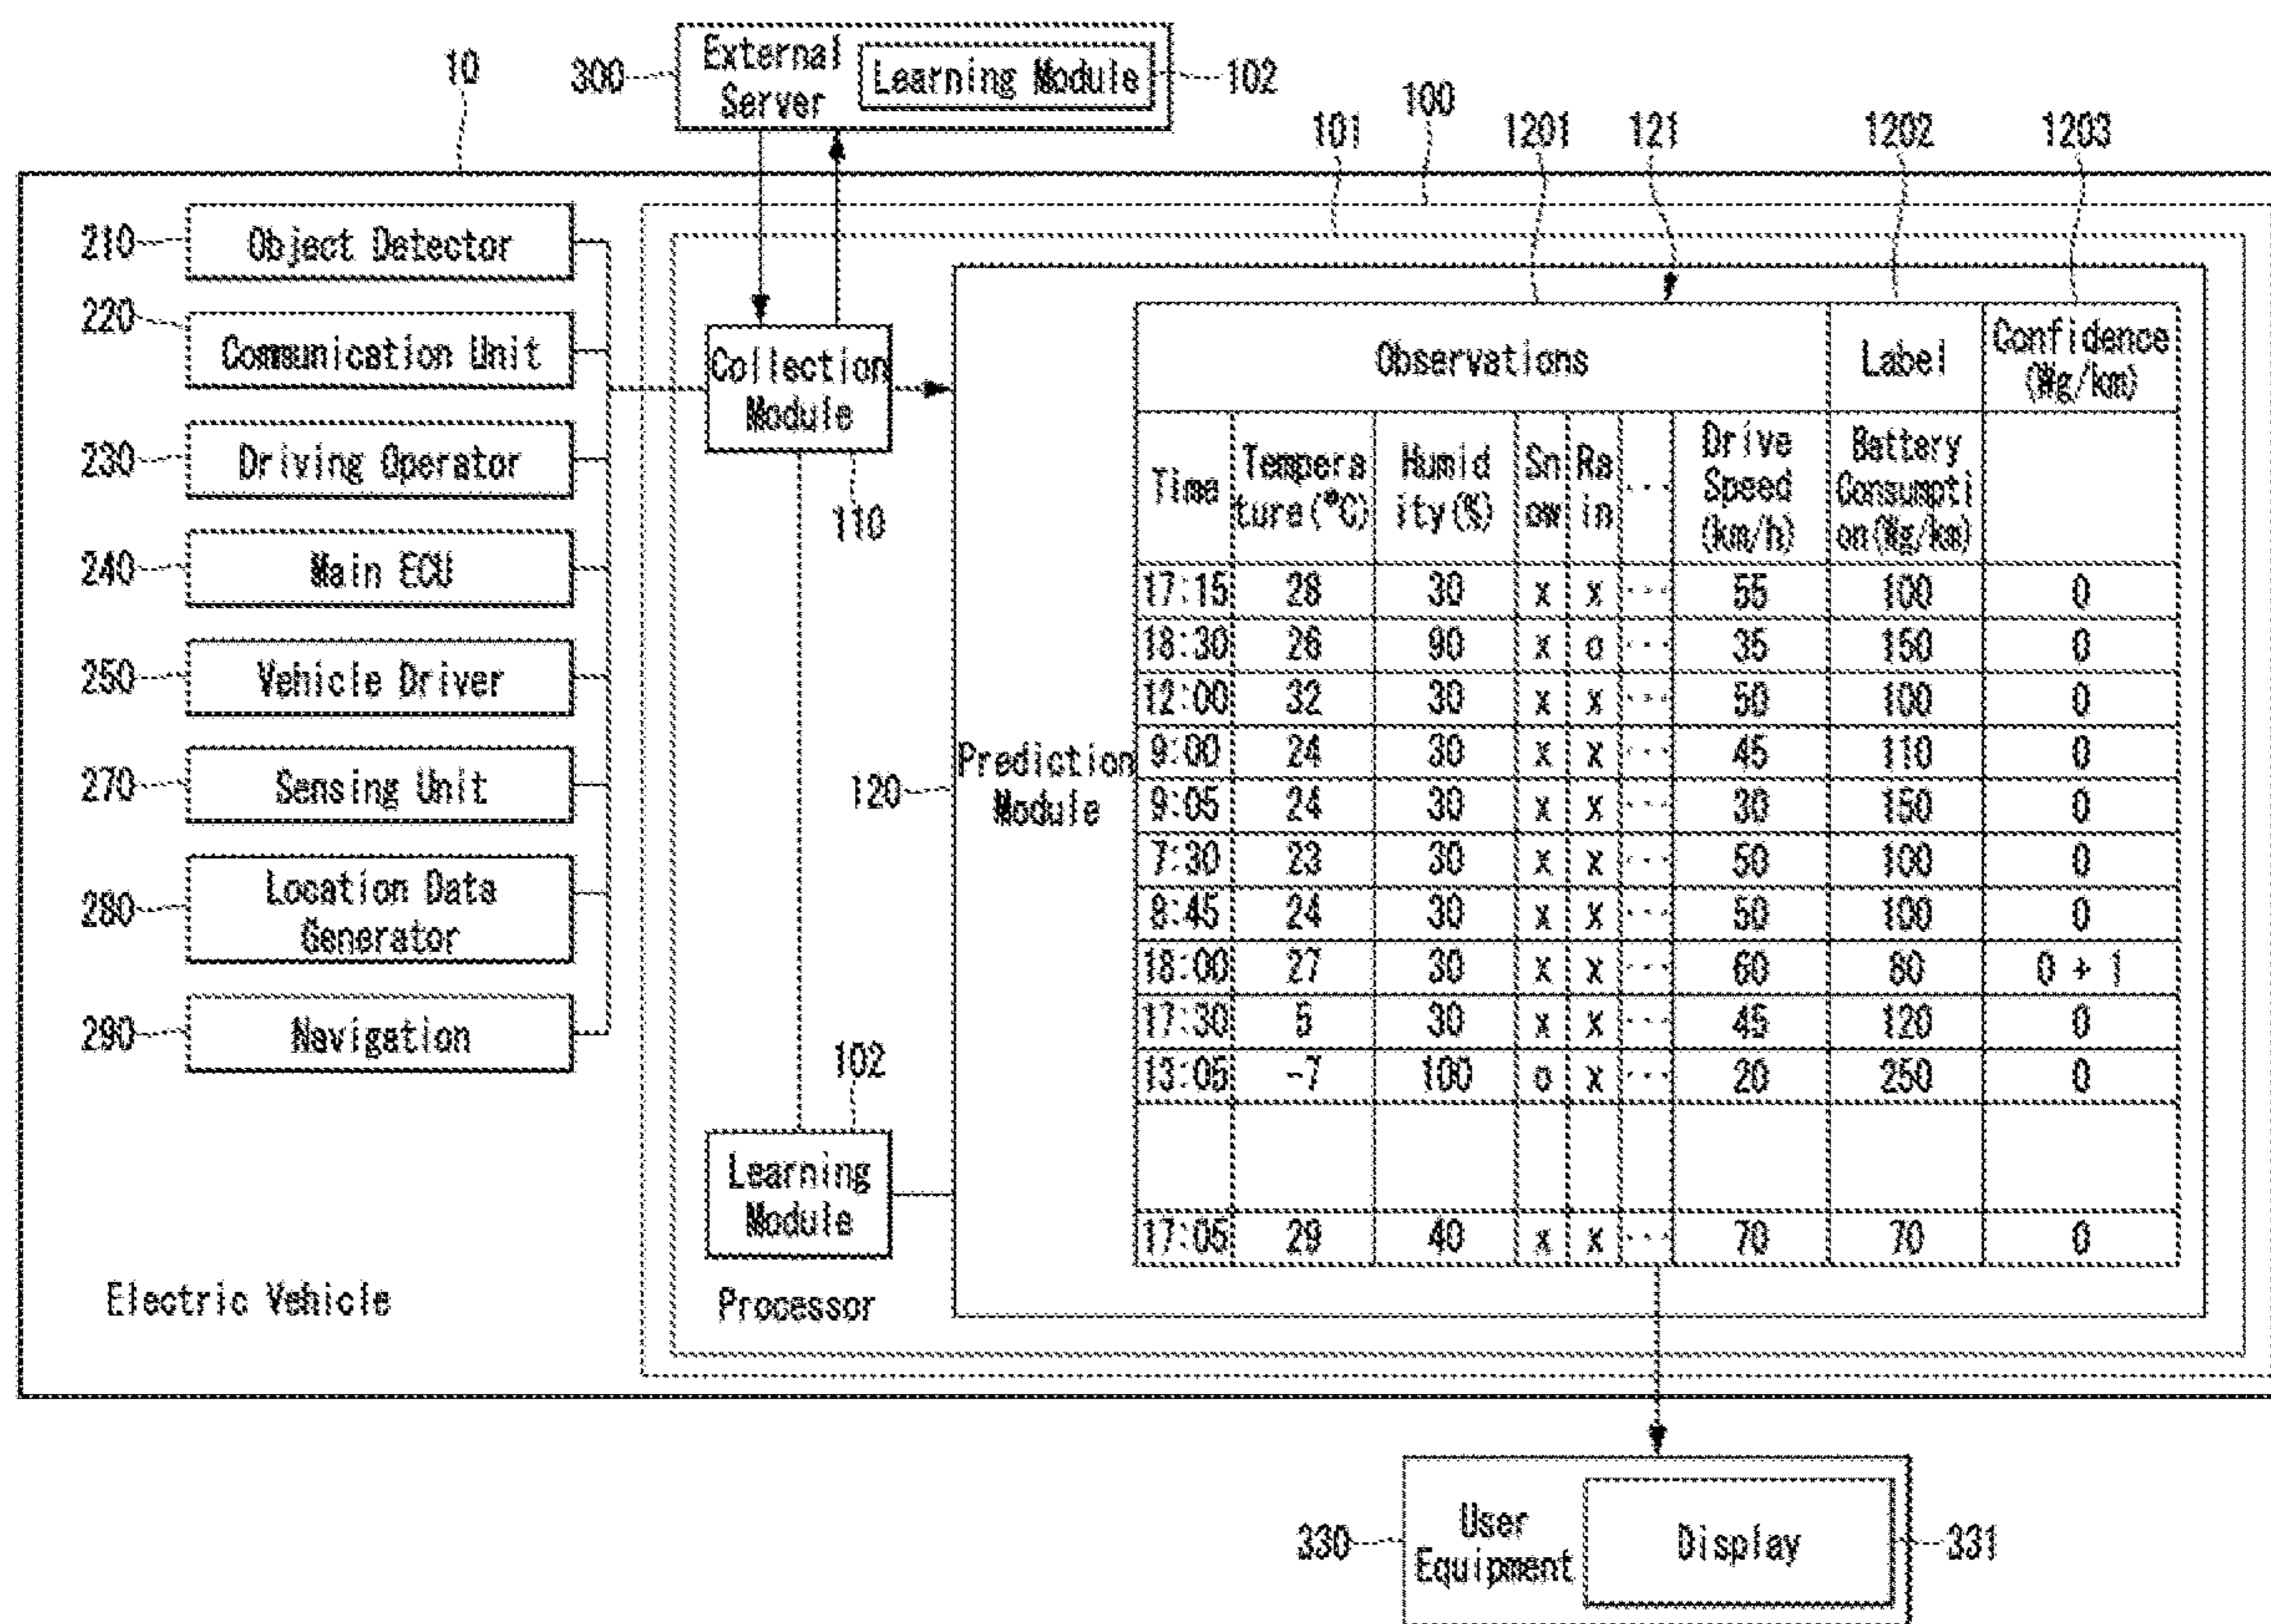 External
Server
Learning Module
300
102
10
100
101
1201
121
1202
1203
210
Object Detector
220
Communication Unit
230
Driving Operator
240
Main ECU
250
Vehicle Driver
270
Sensing Unit
280
Location Data
Generator
290
Navigation
Electric Vehicle
Collection
Module
110
102
Learning
Module
Processor
120
Prediction
Module
Observations
Label
Confidence
(Wg/km)
Time
Tempera
ture(°C)
Humid
ity(%)
Sn
ow
Ra
in
...
Drive
Speed
(km/h)
Battery
Consumpti
on(Wg/km)
17:15 28 30 x x ... 55 100 0
18:30 26 90 x o ... 35 150 0
12:00 32 30 x x ... 50 100 0
9:00 24 30 x x ... 45 110 0
9:05 24 30 x x ... 30 150 0
7:30 23 30 x x ... 50 100 0
8:45 24 30 x x ... 50 100 0
18:00 27 30 x x ... 60 80 0 + 1
17:30 5 30 x x ... 45 120 0
13:05 -7 100 o x ... 20 250 0
17:05 29 40 x x ... 70 70 0
330
User
Equipment
Display
331